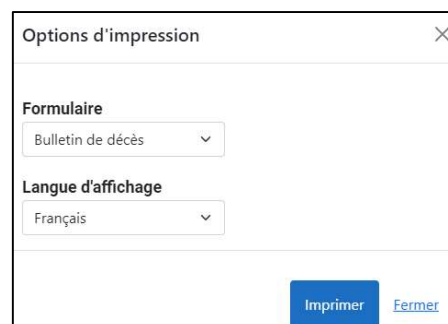 Options d'impression
Formulaire
Bulletin de décès
Langue d'affichage
Français
Imprimer Fermer